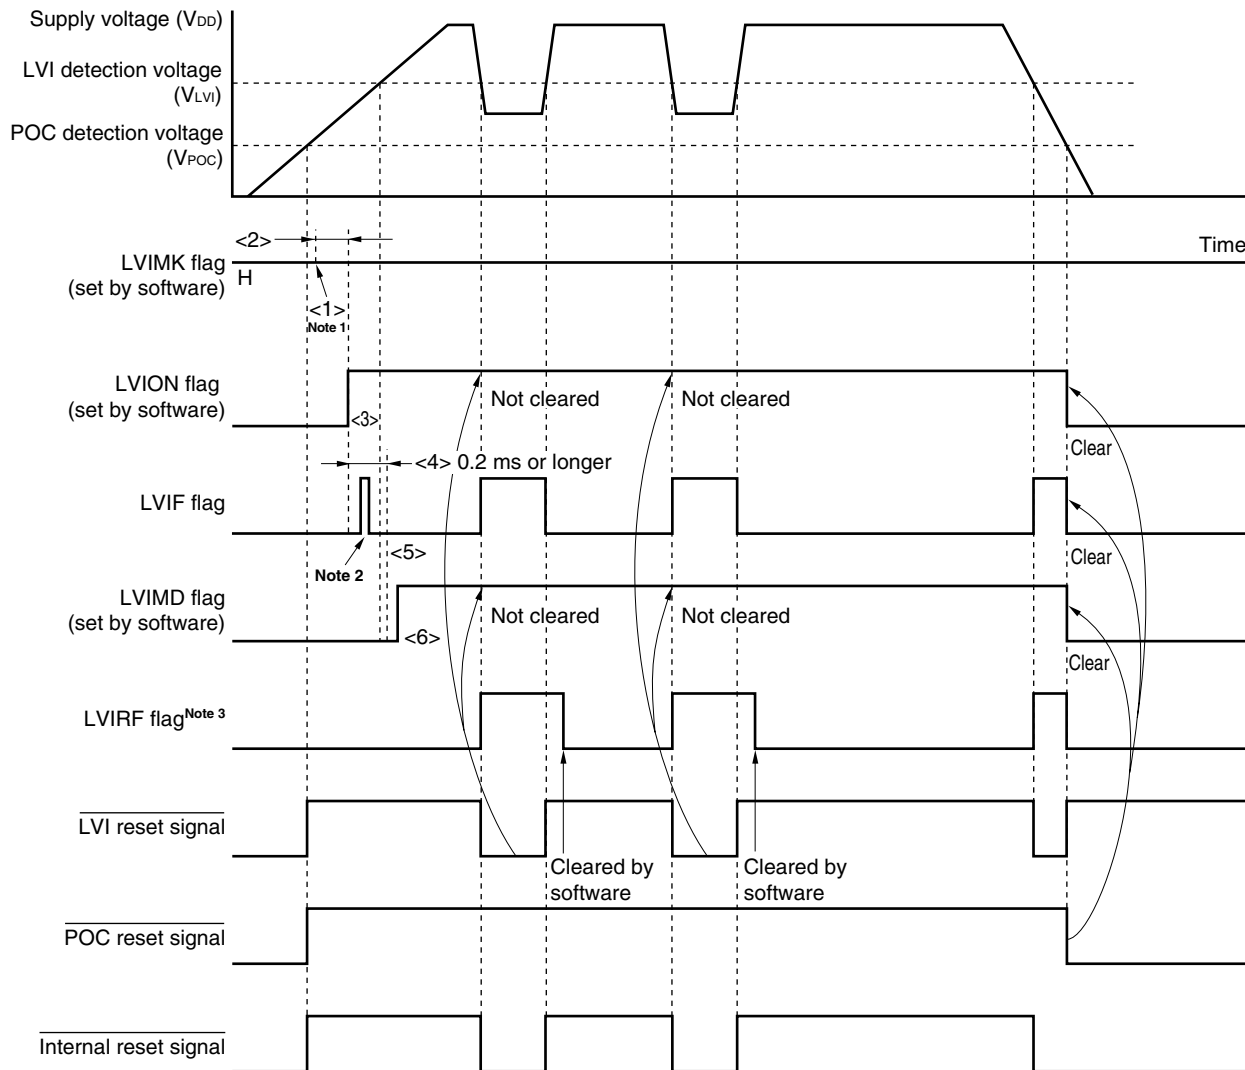 Supply voltage (VDD)
LVI detection voltage
(VLVI)
POC detection voltage
(VPOC)
<2>
Time
LVIMK flag
(set by software)
H
<1>
Note 1
LVION flag
(set by software)
Not cleared
Not cleared
<3>
Clear
<4> 0.2 ms or longer
LVIF flag
Note 2
<5>
Clear
LVIMD flag
(set by software)
Not cleared
Not cleared
<6>
Clear
LVIRF flag Note 3
LVI reset signal
Cleared by
software
Cleared by
software
POC reset signal
Internal reset signal